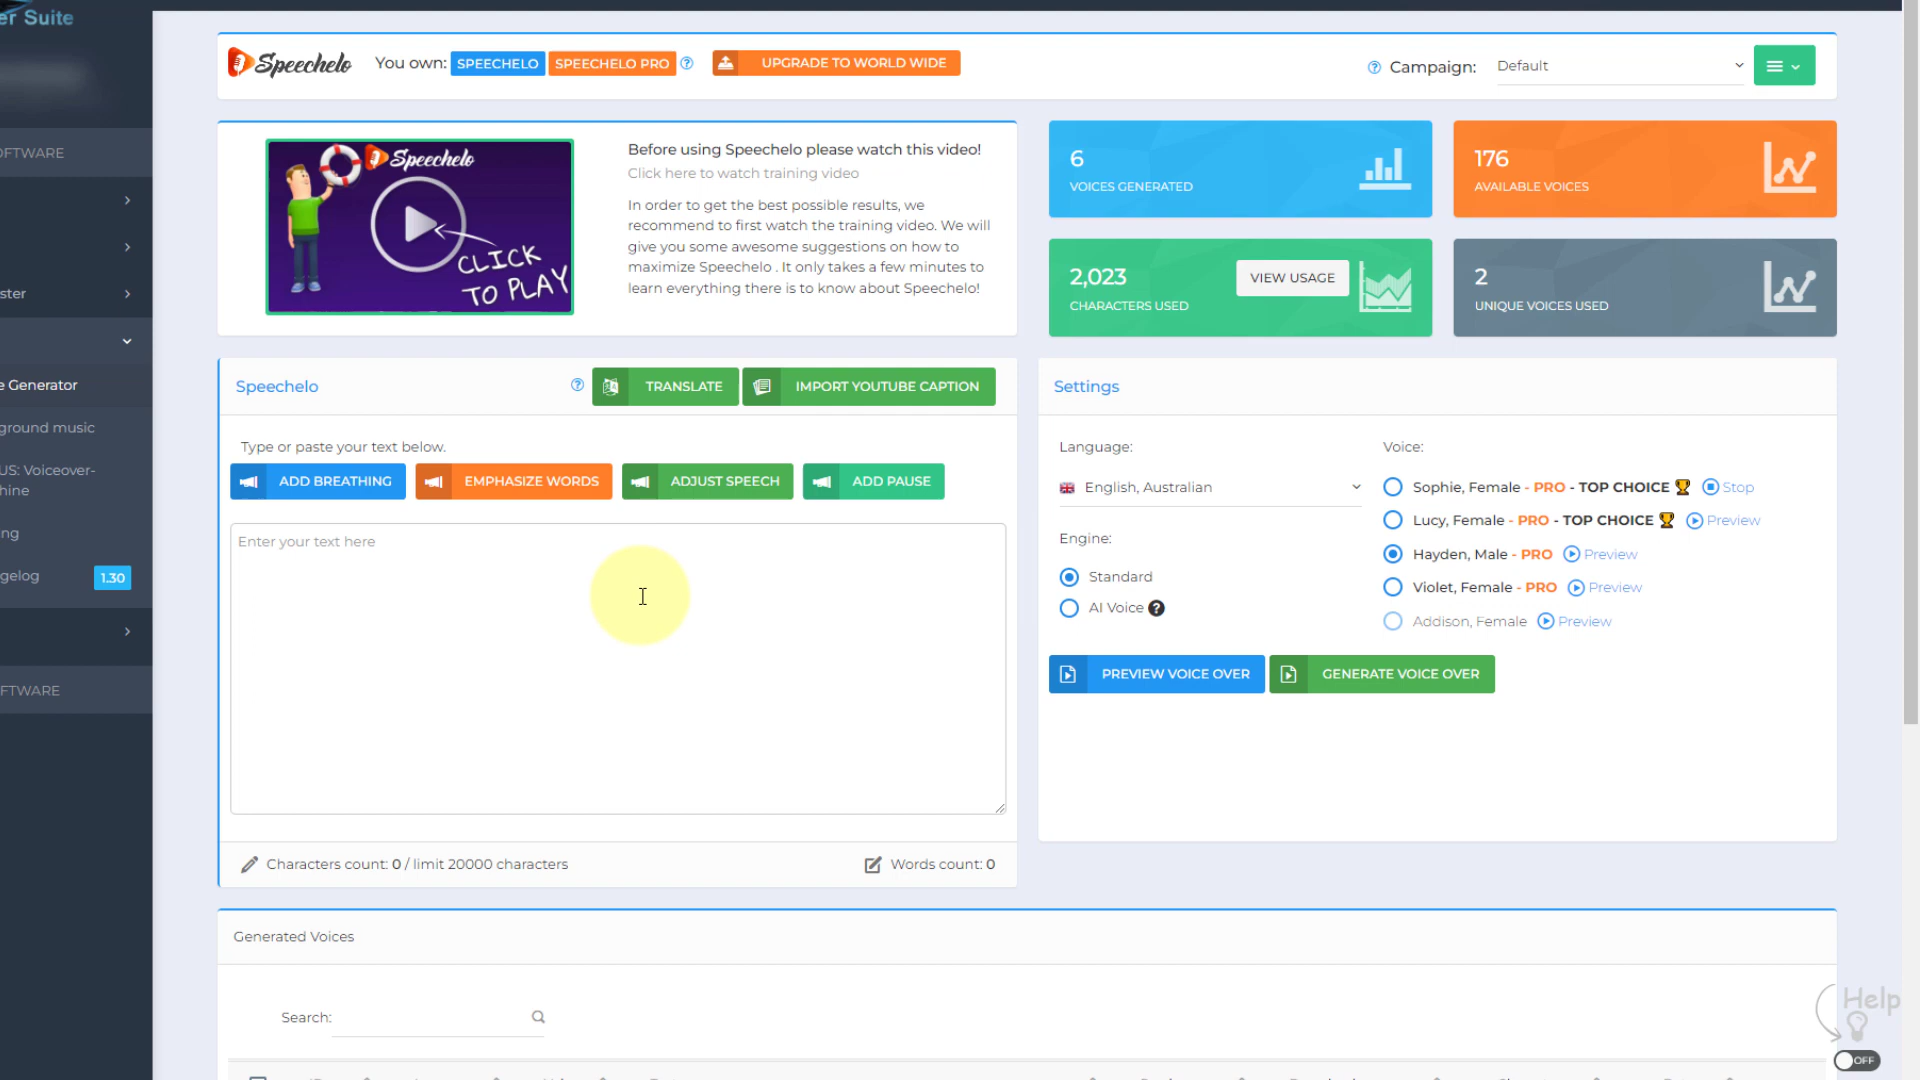 er Suite
Speechelo
You own: SPEECHELO SPEECHELO PRO
UPGRADE TO WORLD WIDE
Campaign: Default
OFTWARE
ster
e Generator
ground music
US: Voiceover-
hine
ng
gelog 1.30
FTWARE
Speechelo
CLICK
TO PLAY
Before using Speechelo please watch this video!
Click here to watch training video
In order to get the best possible results, we
recommend to first watch the training video. We will
give you some awesome suggestions on how to
maximize Speechelo . It only takes a few minutes to
learn everything there is to know about Speechelo!
6
VOICES GENERATED
176
AVAILABLE VOICES
2,023
CHARACTERS USED
VIEW USAGE
2
UNIQUE VOICES USED
Speechelo
TRANSLATE
IMPORT YOUTUBE CAPTION
Type or paste your text below.
ADD BREATHING
EMPHASIZE WORDS
ADJUST SPEECH
ADD PAUSE
Enter your text here
Characters count: 0 / limit 20000 characters
Words count: 0
Settings
Language:
English, Australian
Engine:
Standard
AI Voice ?
Voice:
Sophie, Female - PRO - TOP CHOICE Stop
Lucy, Female - PRO - TOP CHOICE Preview
Hayden, Male - PRO Preview
Violet, Female - PRO Preview
Addison, Female Preview
PREVIEW VOICE OVER
GENERATE VOICE OVER
Generated Voices
Search:
Help
OFF